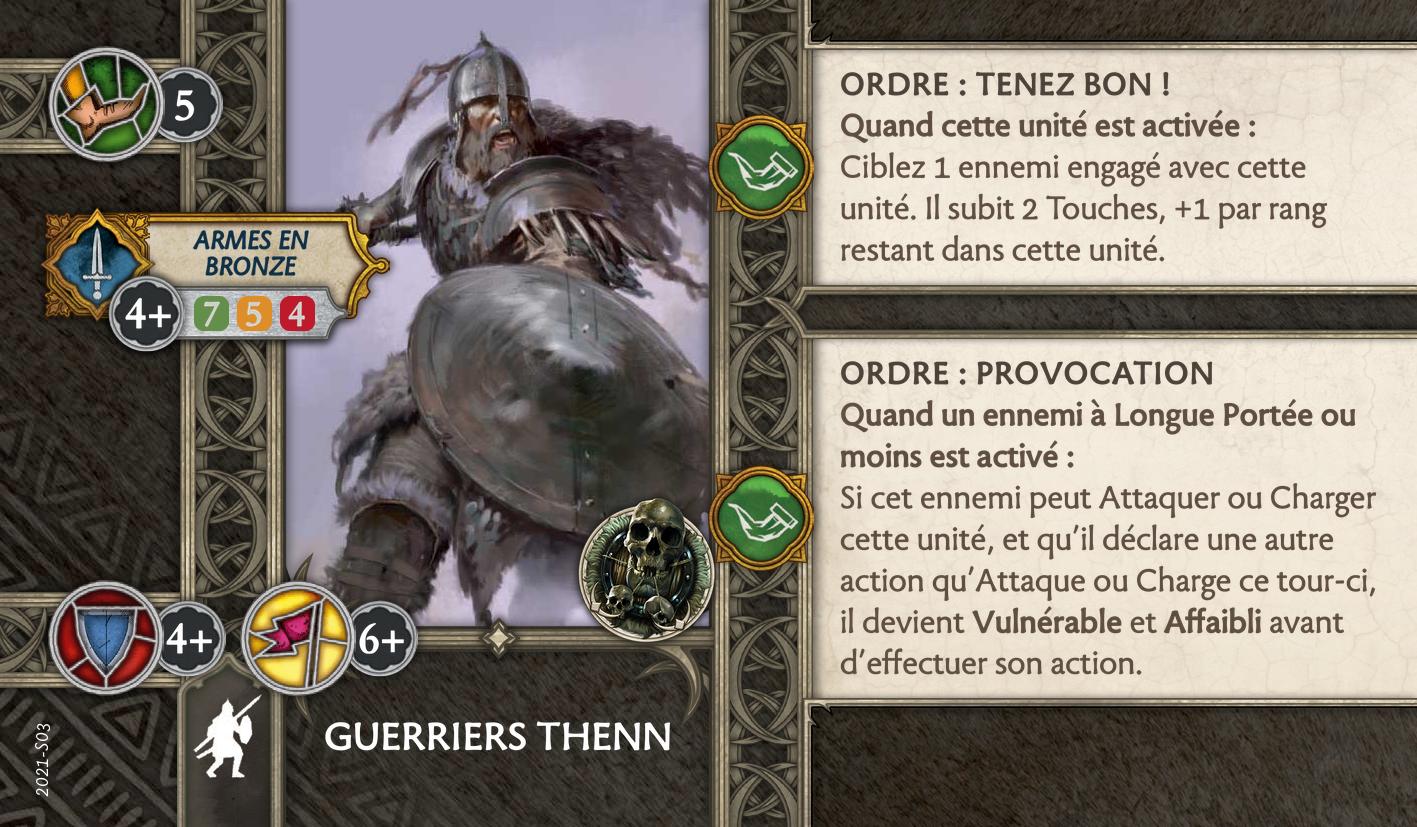 5
ARMES EN
BRONZE
4+ 7 5 4
4+ 6+
GUERRIERS THENN
2021-S03
ORDRE : TENEZ BON !
Quand cette unité est activée :
Ciblez 1 ennemi engagé avec cette
unité. Il subit 2 Touches, +1 par rang
restant dans cette unité.
ORDRE : PROVOCATION
Quand un ennemi à Longue Portée ou
moins est activé :
Si cet ennemi peut Attaquer ou Charger
cette unité, et qu’il déclare une autre
action qu’Attaque ou Charge ce tour-ci,
il devient Vulnérable et Affaibli avant
d’effectuer son action.